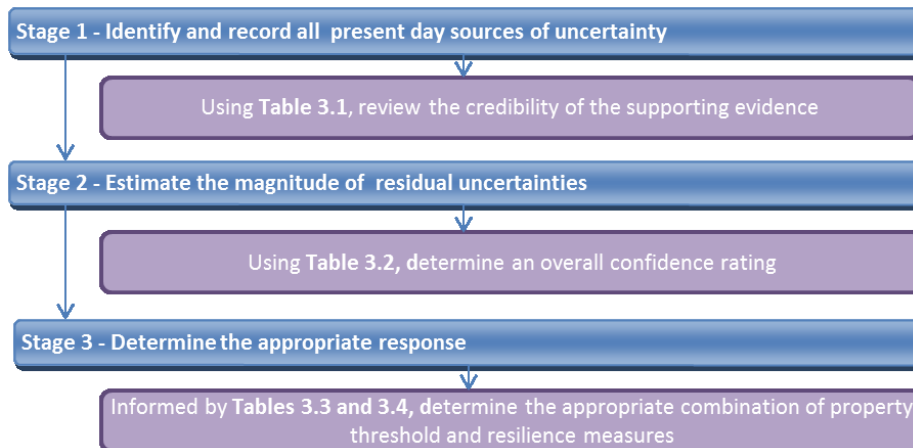 Stage 1 - Identify and record all present day sources of uncertainty
Using Table 3.1, review the credibility of the supporting evidence
Stage 2 - Estimate the magnitude of residual uncertainties
Using Table 3.2, determine an overall confidence rating
Stage 3 - Determine the appropriate response
Informed by Tables 3.3 and 3.4, determine the appropriate combination of property
threshold and resilience measures